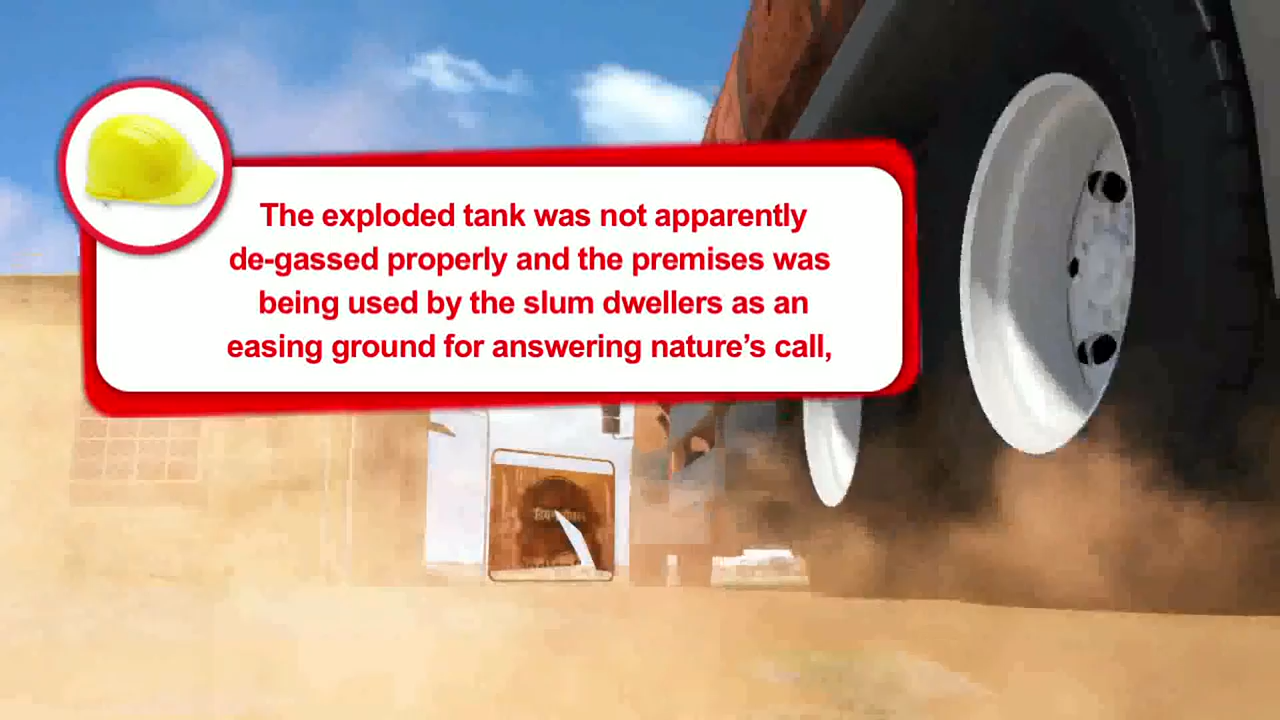 The exploded tank was not apparently
de-gassed properly and the premises was
being used by the slum dwellers as an
easing ground for answering nature’s call,